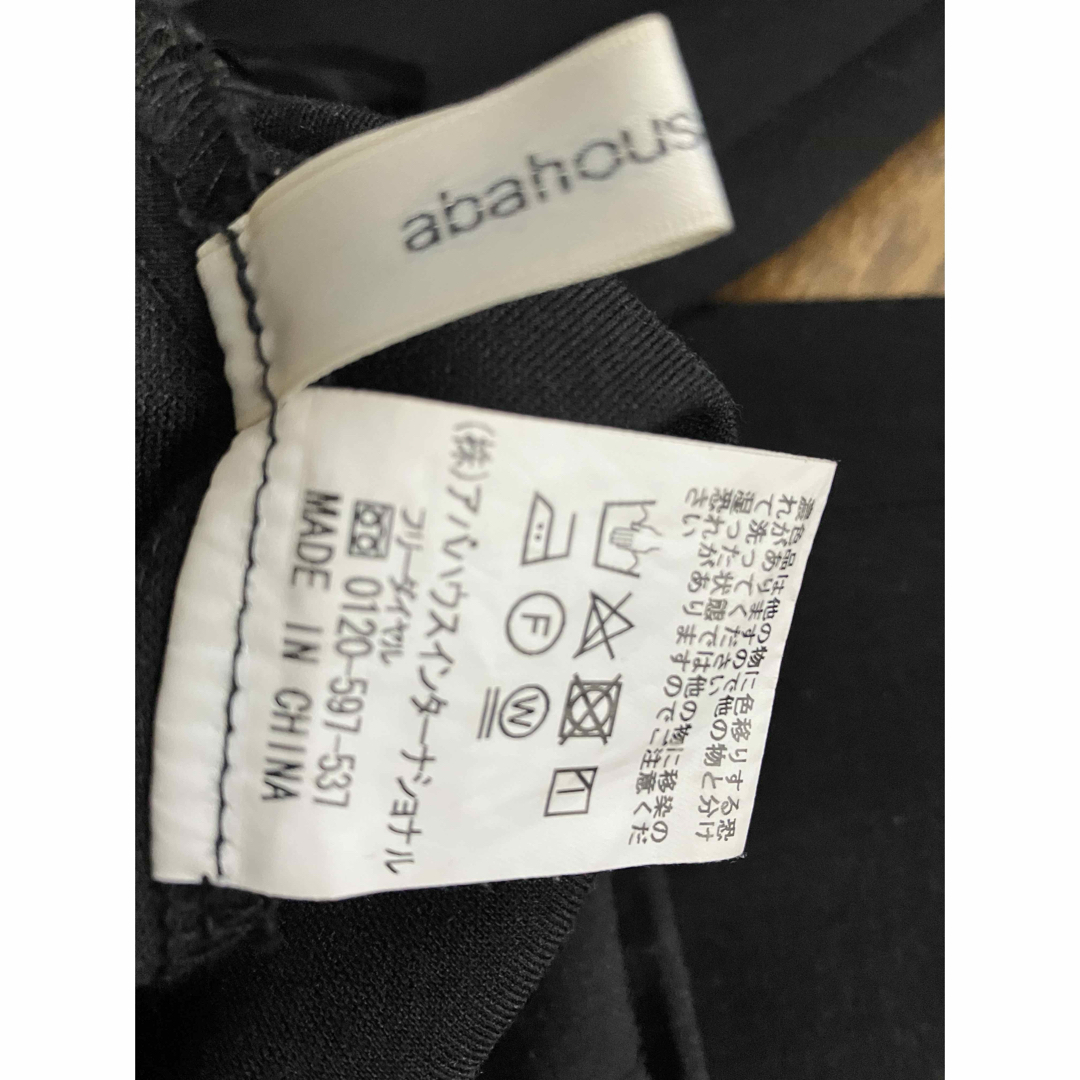 abahous
濃色品は他の物に色移りする恐
れがありますので他の物と分け
て洗ってください
湿った状態では他の物に移染の
恐れがありますのでご注意くだ
さい
F
W
(株)アバハウスインターナショナル
フリーダイヤル
0120-597-537
MADE IN CHINA